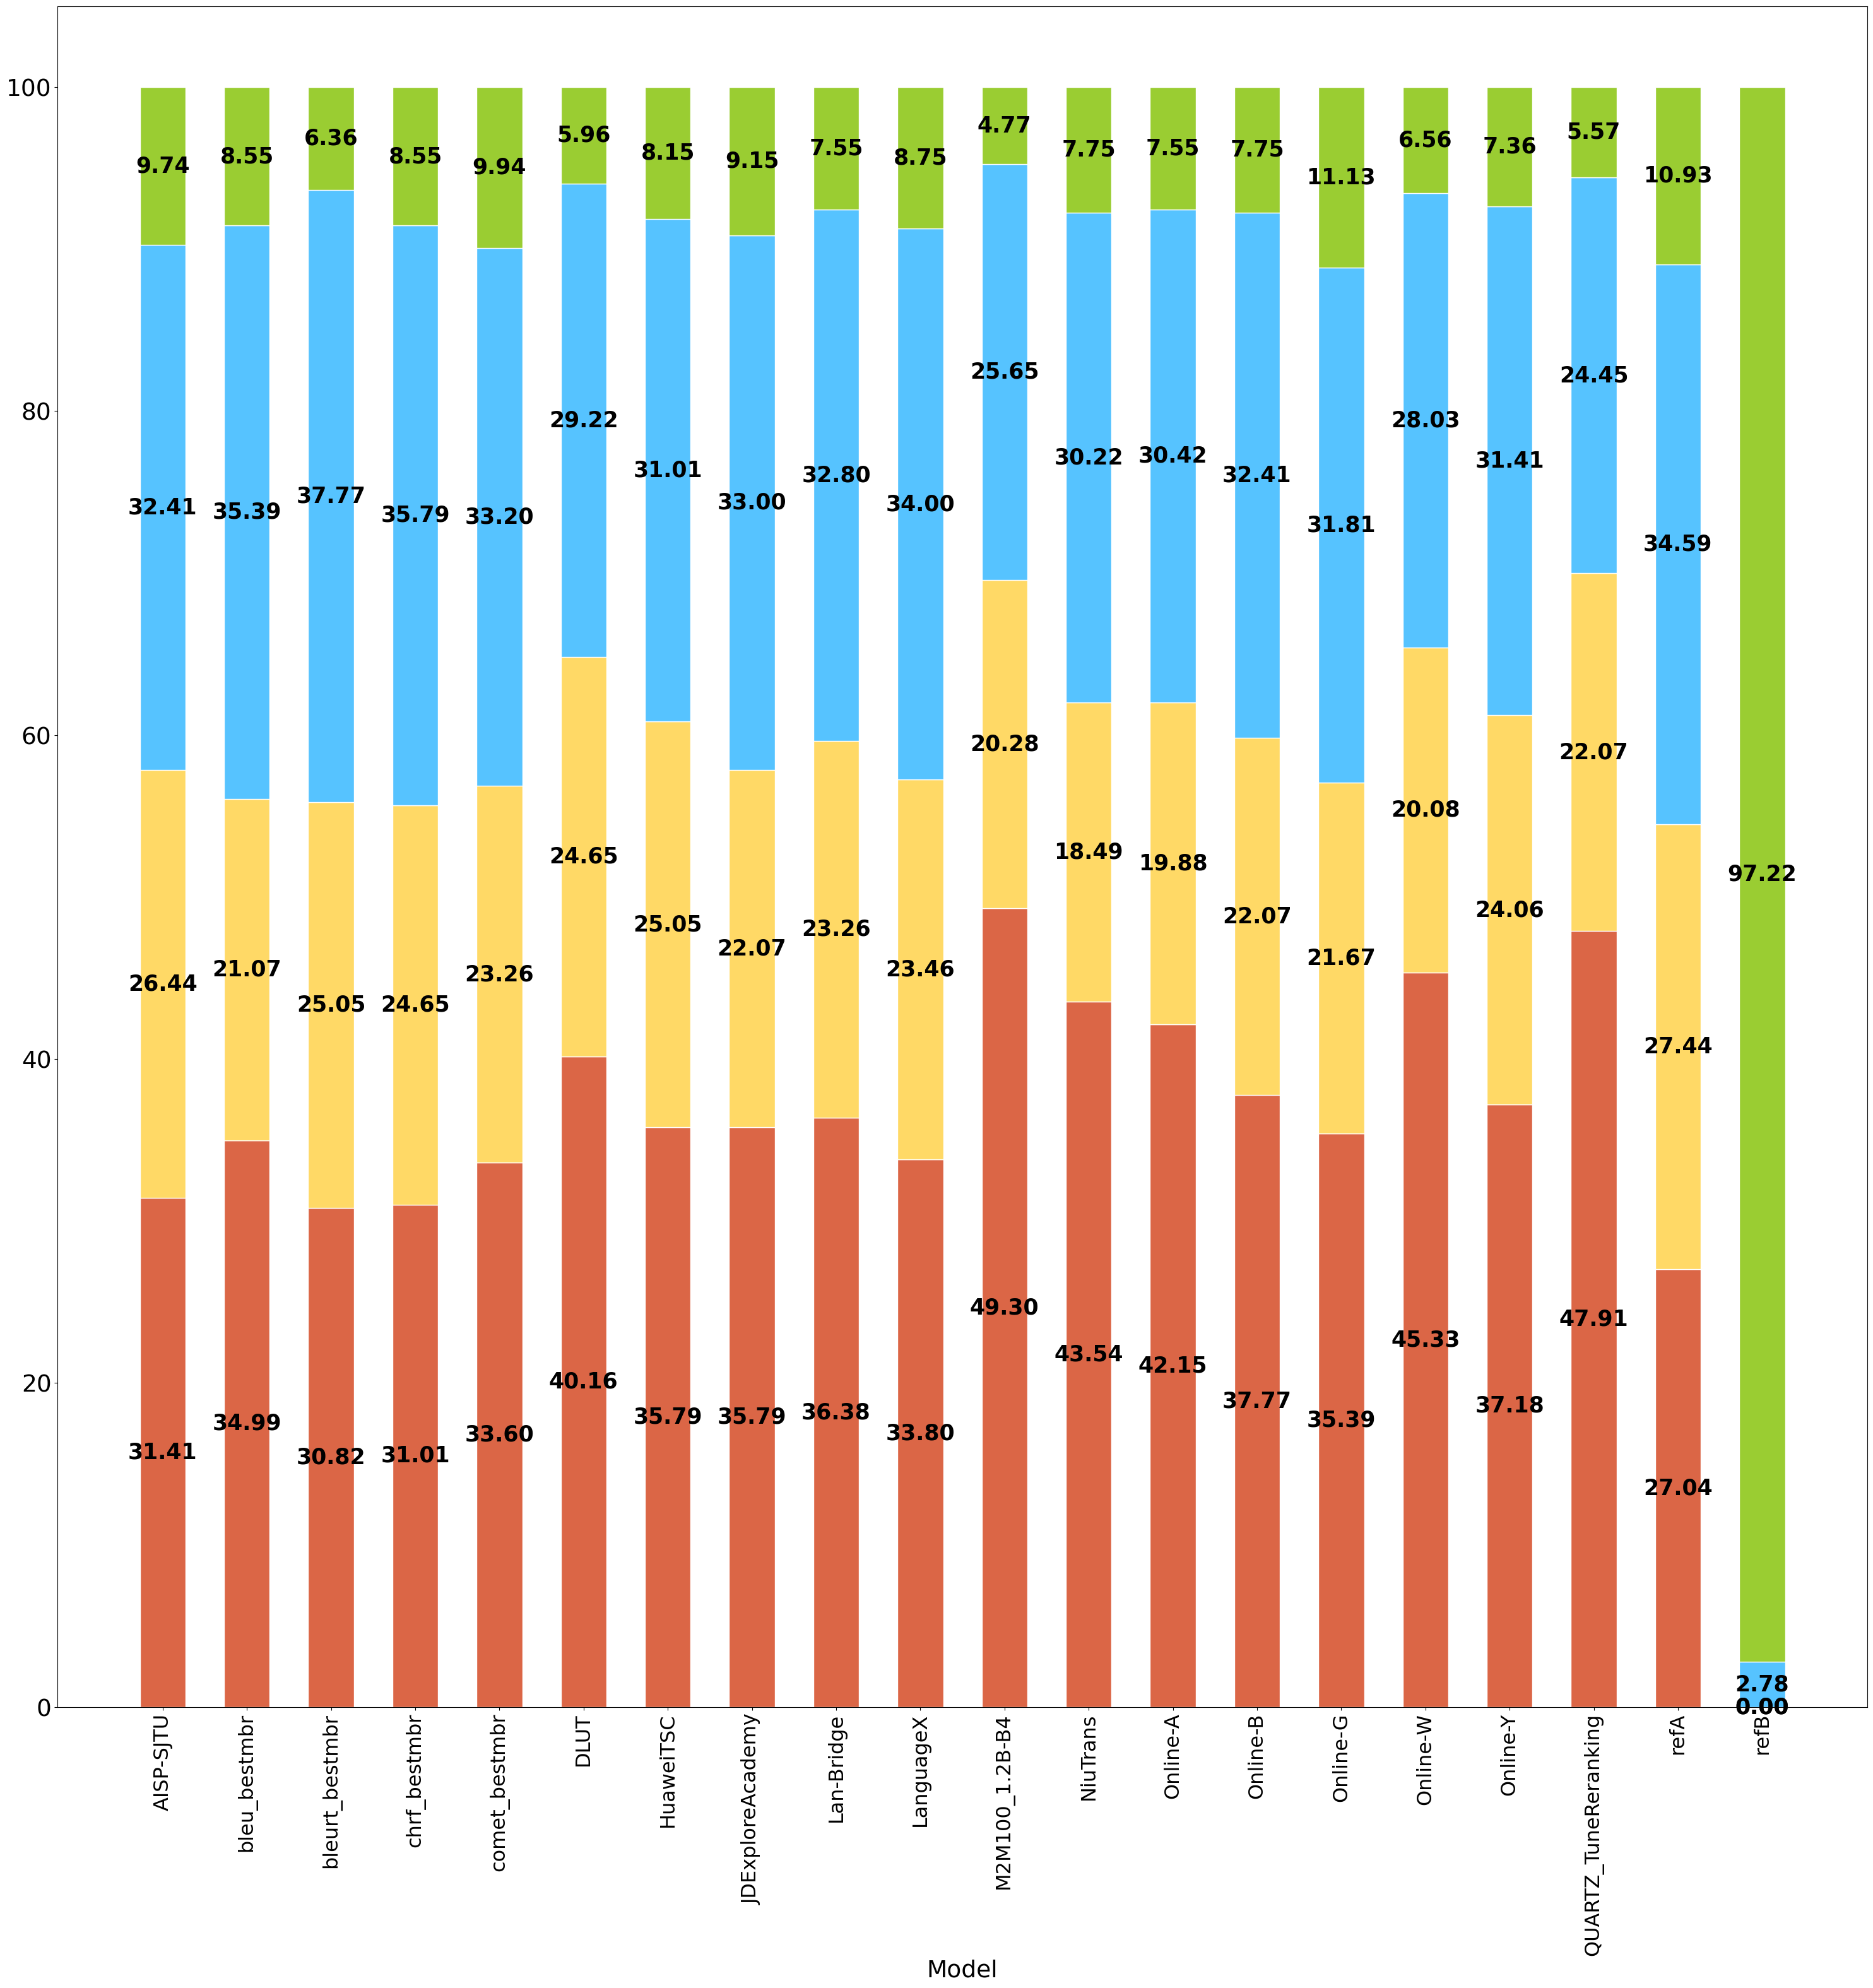 100
80
60
40
20
0
9.74 8.55 6.36 8.55 9.94 5.96 8.15 9.15 7.55 8.75 4.77 7.75 7.55 7.75 11.13 6.56 7.36 5.57 10.93 97.22
32.41 35.39 37.77 35.79 33.20 29.22 31.01 33.00 32.80 34.00 25.65 30.22 30.42 32.41 31.81 28.03 31.41 24.45 34.59 2.78
26.44 21.07 25.05 24.65 23.26 24.65 25.05 22.07 23.26 23.46 20.28 18.49 19.88 22.07 21.67 20.08 24.06 22.07 27.44 0.00
31.41 34.99 30.82 31.01 33.60 40.16 35.79 35.79 36.38 33.80 49.30 43.54 42.15 37.77 35.39 45.33 37.18 47.91 27.04
AISP-SJTU
bleu_bestmbr
bleurt_bestmbr
chrf_bestmbr
comet_bestmbr
DLUT
HuaweiTSC
JDExploreAcademy
Lan-Bridge
LanguageX
M2M100_1.2B-B4
NiuTrans
Online-A
Online-B
Online-G
Online-W
Online-Y
QUARTZ_TuneReranking
refA
refB
Model